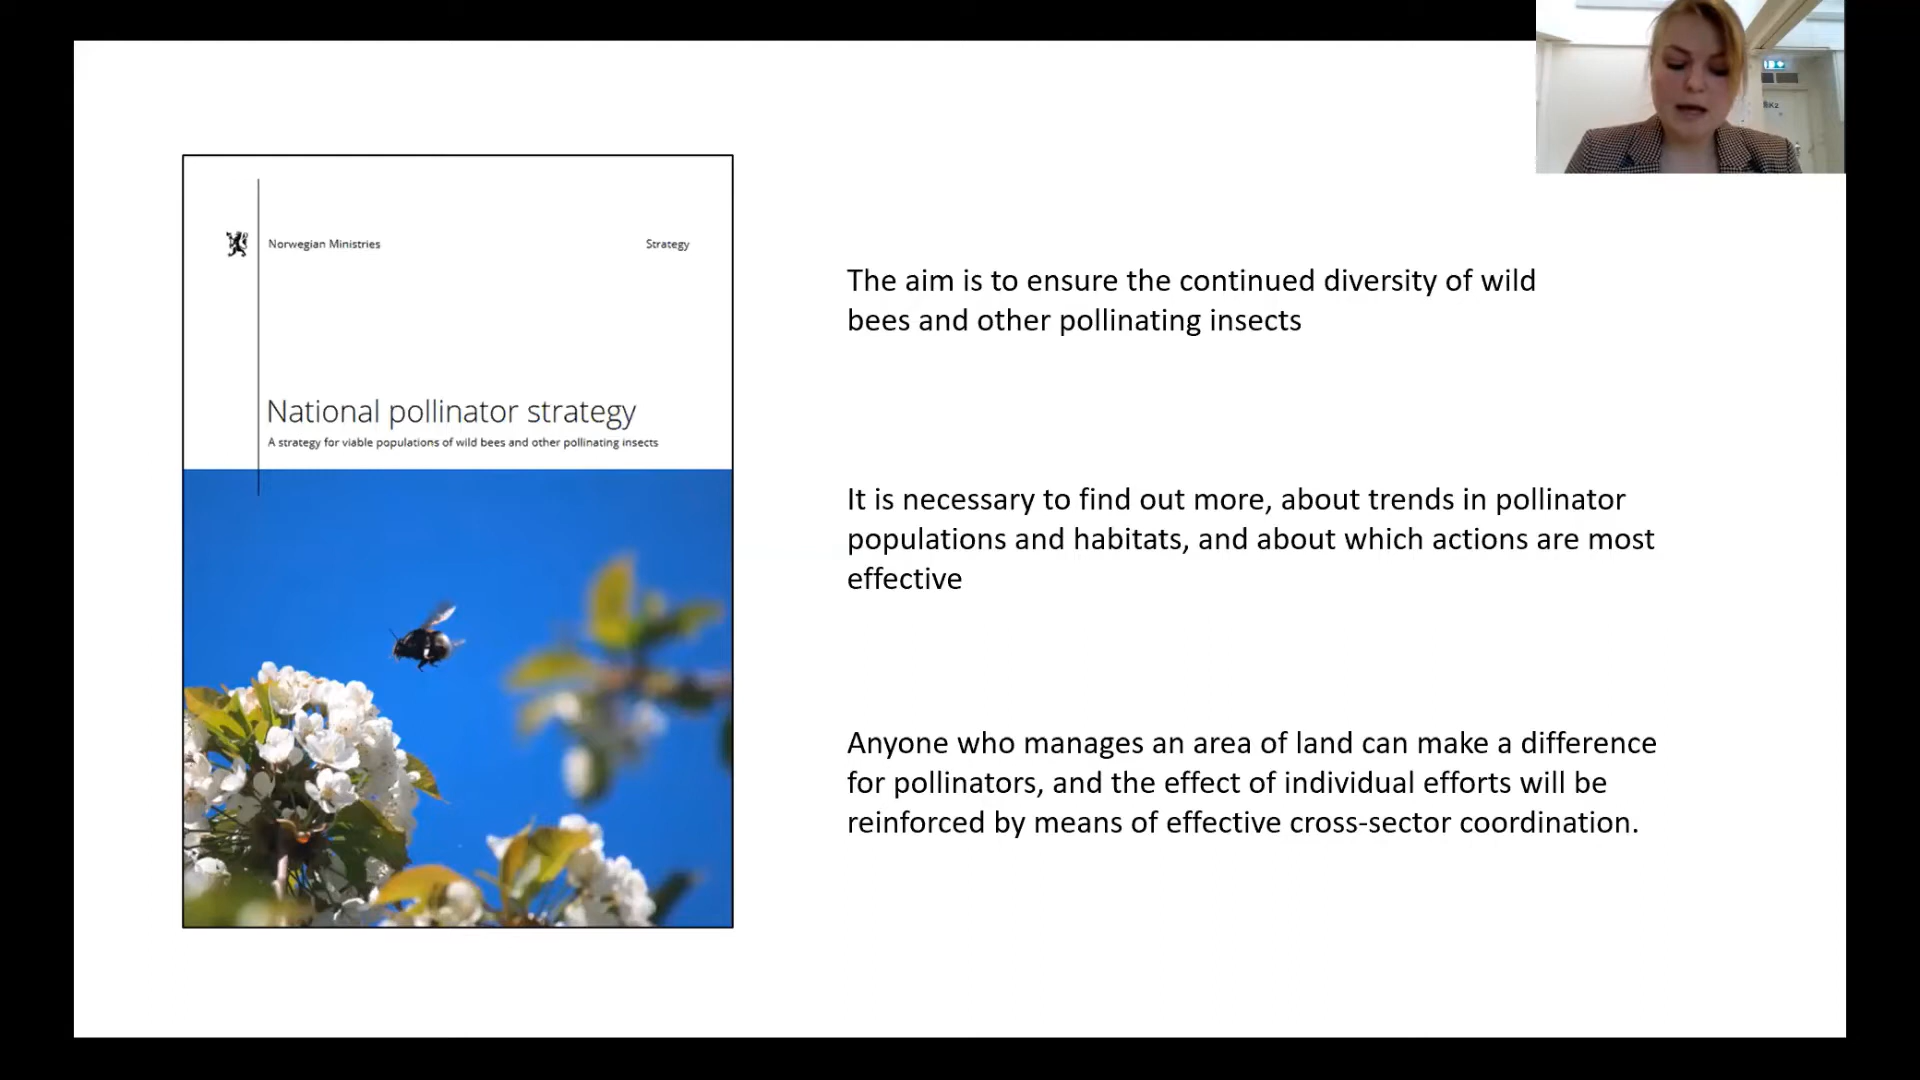 Norwegian Ministries
Strategy
National pollinator strategy
A strategy for viable populations of wild bees and other pollinating insects
The aim is to ensure the continued diversity of wild
bees and other pollinating insects
It is necessary to find out more, about trends in pollinator
populations and habitats, and about which actions are most
effective
Anyone who manages an area of land can make a difference
for pollinators, and the effect of individual efforts will be
reinforced by means of effective cross-sector coordination.